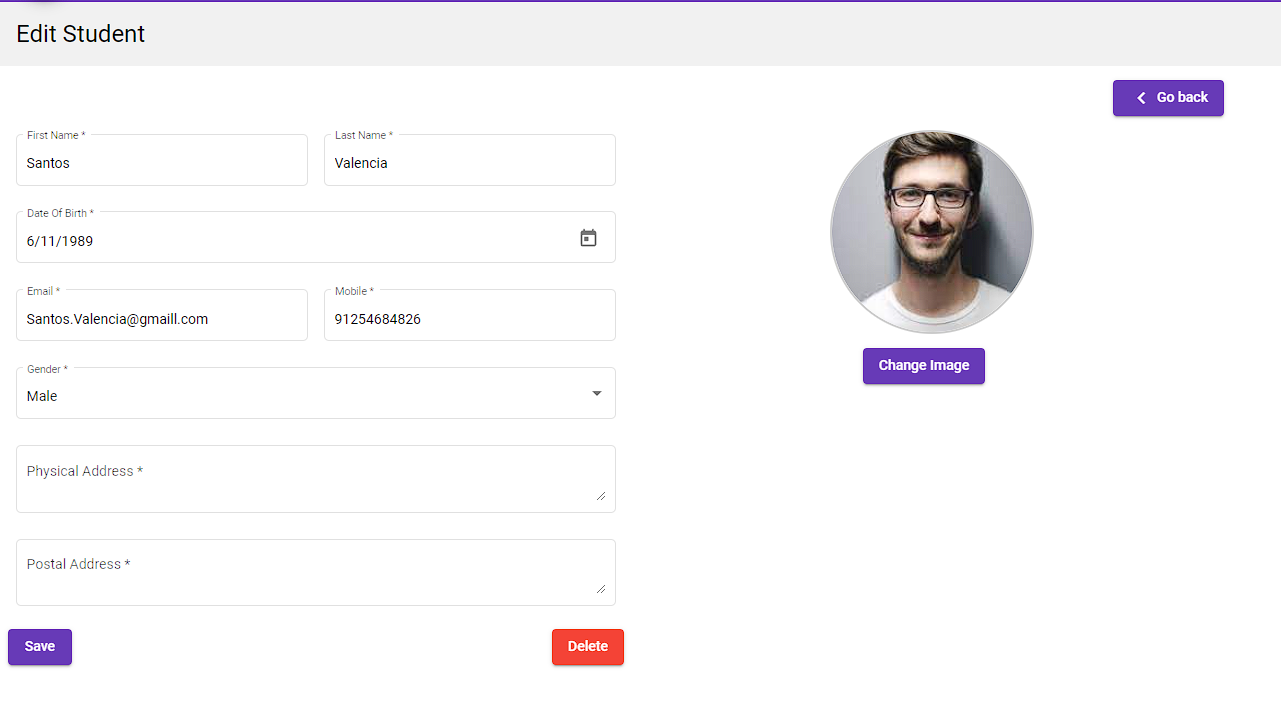 Edit Student
Go back
First Name *
Santos
Last Name *
Valencia
Date Of Birth *
6/11/1989
Email *
Santos.Valencia@gmaill.com
Mobile *
91254684826
Gender *
Male
Change Image
Physical Address *
Postal Address *
Save
Delete